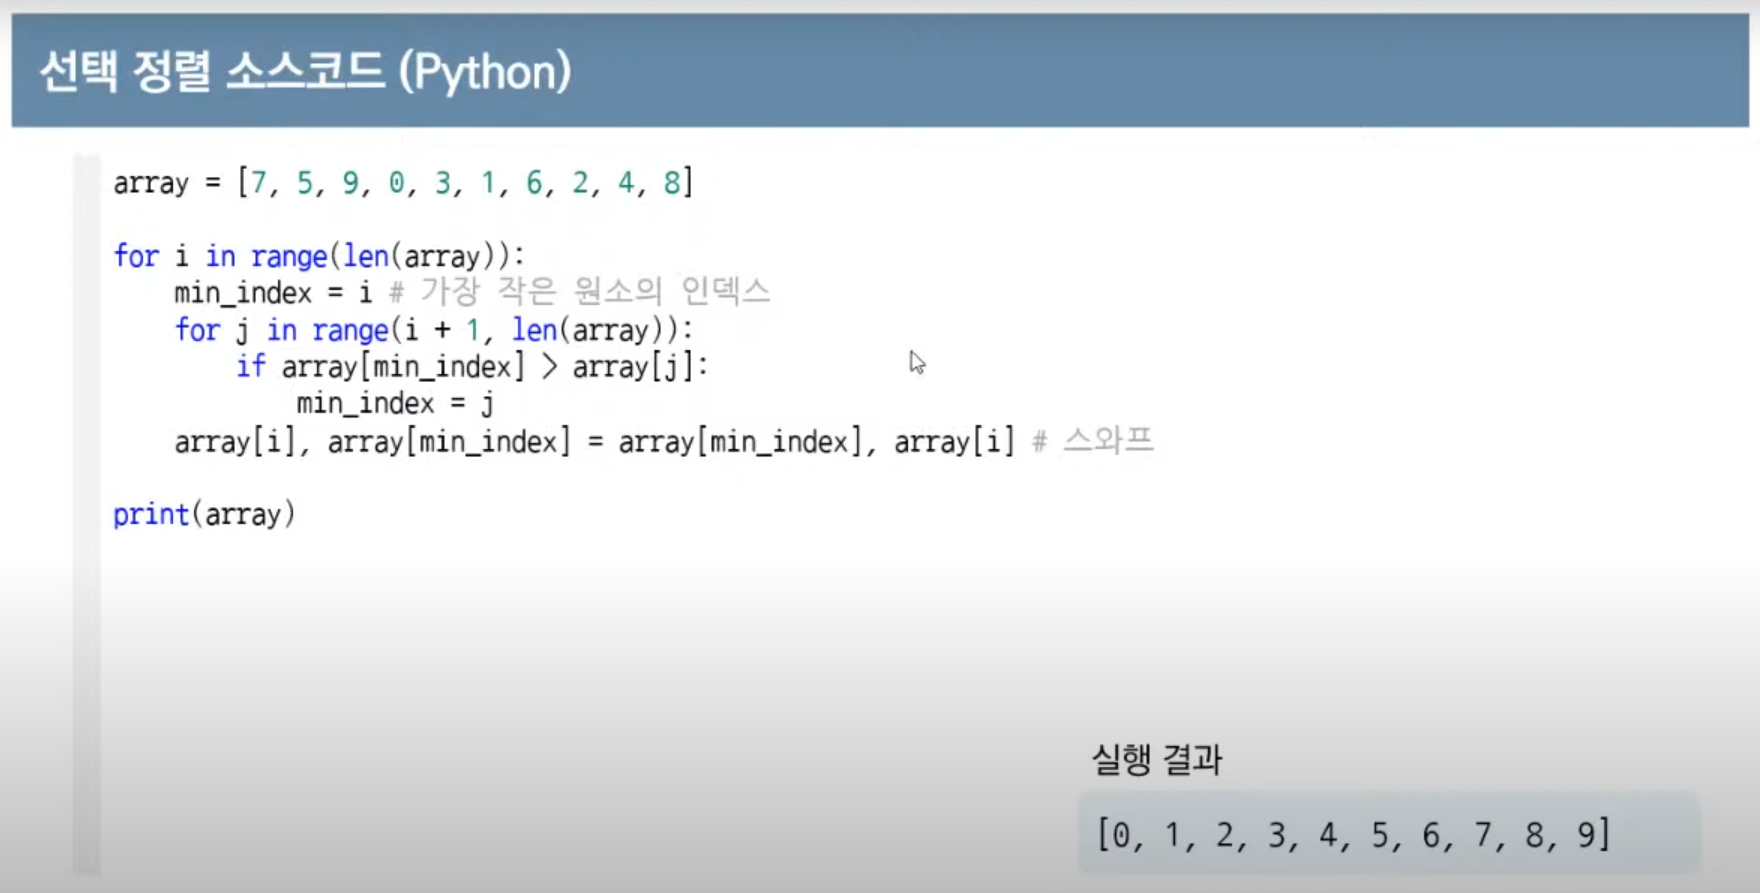 선택 정렬 소스코드 (Python)
array = [7, 5, 9, 0, 3, 1, 6, 2, 4, 8]
for i in range(len(array)):
    min_index = i # 가장 작은 원소의 인덱스
    for j in range(i + 1, len(array)):
        if array[min_index] > array[j]:
            min_index = j
    array[i], array[min_index] = array[min_index], array[i] # 스와프
print(array)
실행 결과
[0, 1, 2, 3, 4, 5, 6, 7, 8, 9]